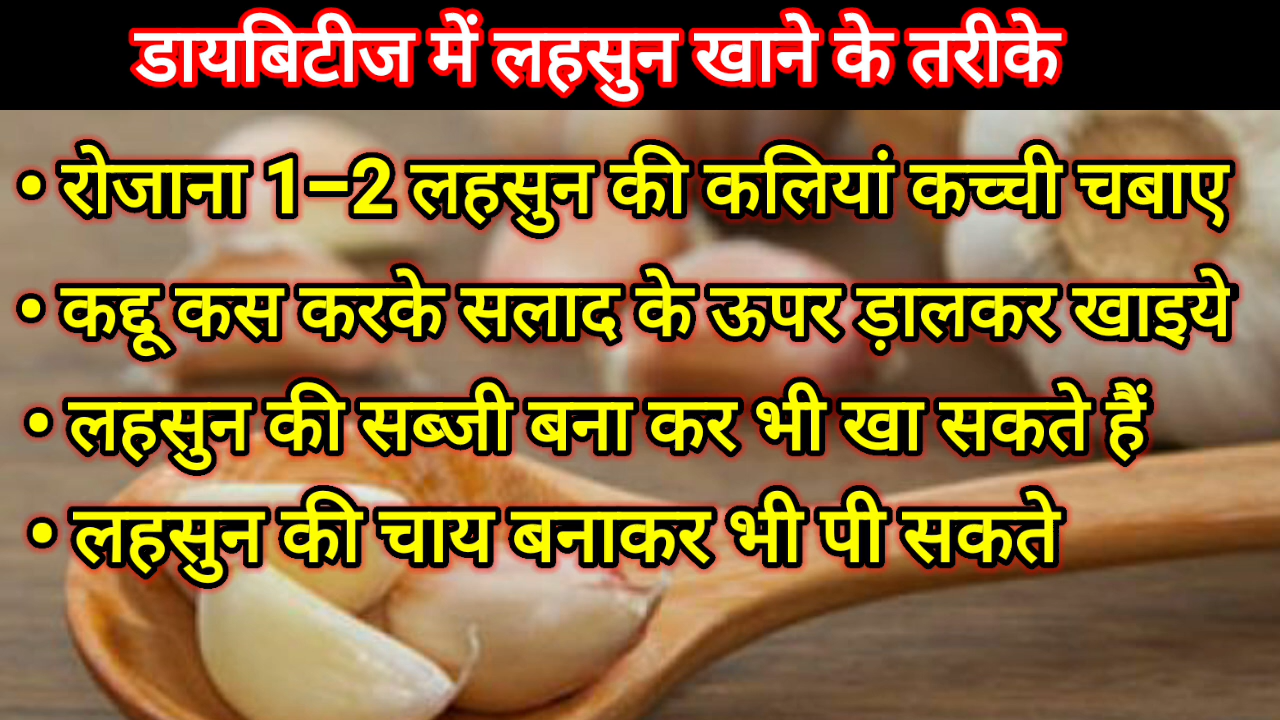 डायबिटीज में लहसुन खाने के तरीके
• रोजाना 1–2 लहसुन की कलियां कच्ची चबाए
• कद्दू कस करके सलाद के ऊपर ड़ालकर खाइये
• लहसुन की सब्जी बना कर भी खा सकते हैं
• लहसुन की चाय बनाकर भी पी सकते